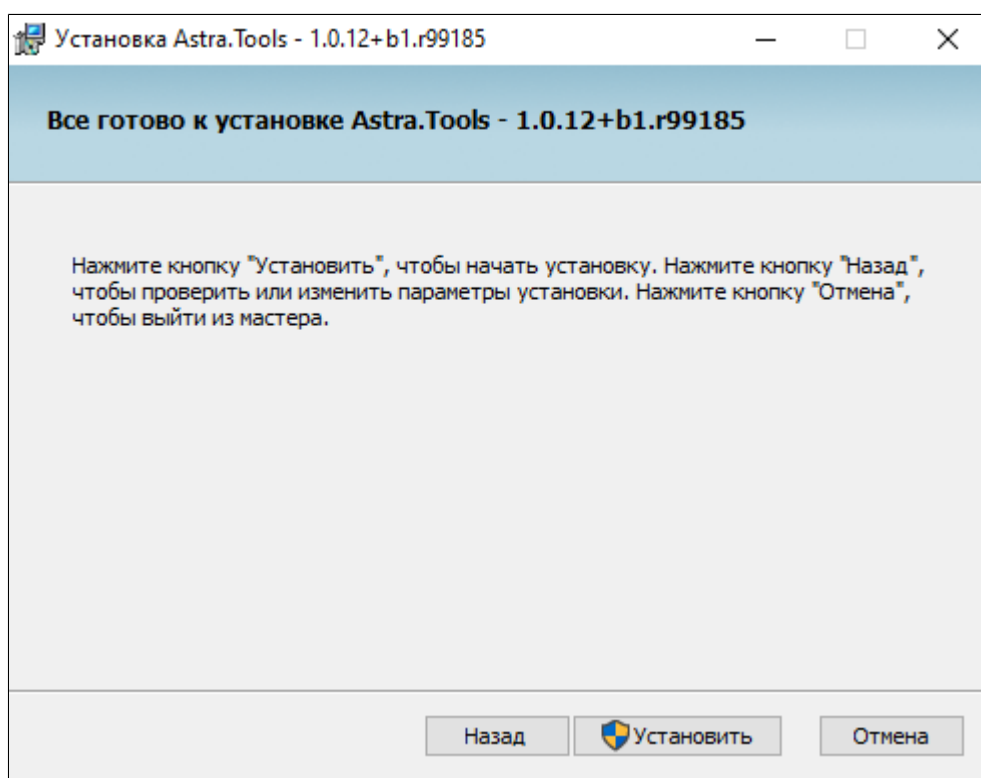 Установка Astra.Tools - 1.0.12+b1.r99185
Все готово к установке Astra.Tools - 1.0.12+b1.r99185
Нажмите кнопку "Установить", чтобы начать установку. Нажмите кнопку "Назад",
чтобы проверить или изменить параметры установки. Нажмите кнопку "Отмена",
чтобы выйти из мастера.
Назад
Установить
Отмена